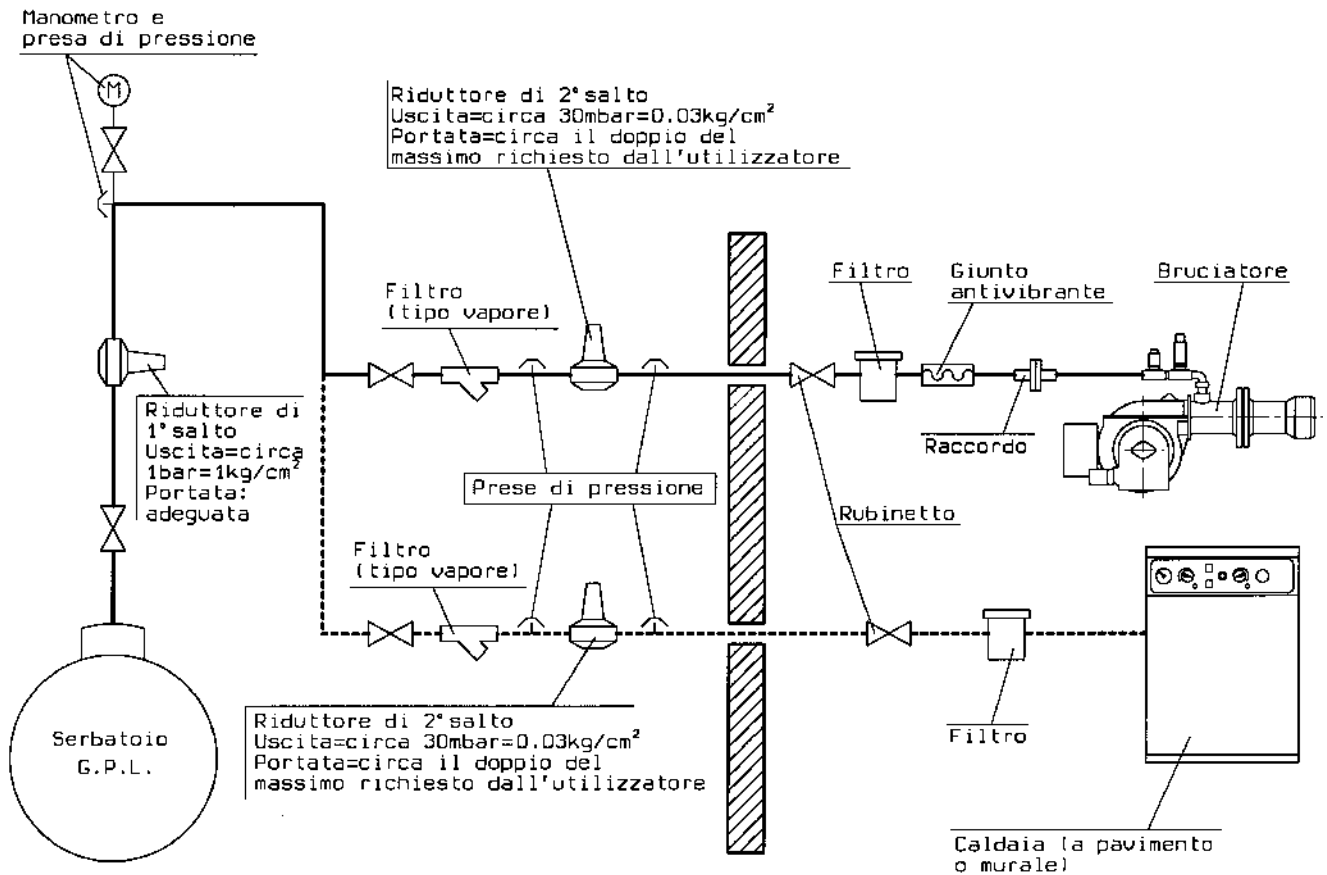 Manometro e
presa di pressione
M
Riduttore di 2° salto
Uscita=circa 30mbar=0.03kg/cm²
Portata=circa il doppio del
massimo richiesto dall'utilizzatore
Filtro
(tipo vapore)
Filtro
Giunto
antivibrante
Bruciatore
Riduttore di
1° salto
Uscita=circa
1bar=1kg/cm²
Portata:
adeguata
Raccordo
Prese di pressione
Rubinetto
Filtro
(tipo vapore)
Riduttore di 2° salto
Uscita=circa 30mbar=0.03kg/cm²
Portata=circa il doppio del
massimo richiesto dall'utilizzatore
Serbatoio
G.P.L.
Filtro
Caldaia (a pavimento
o murale)